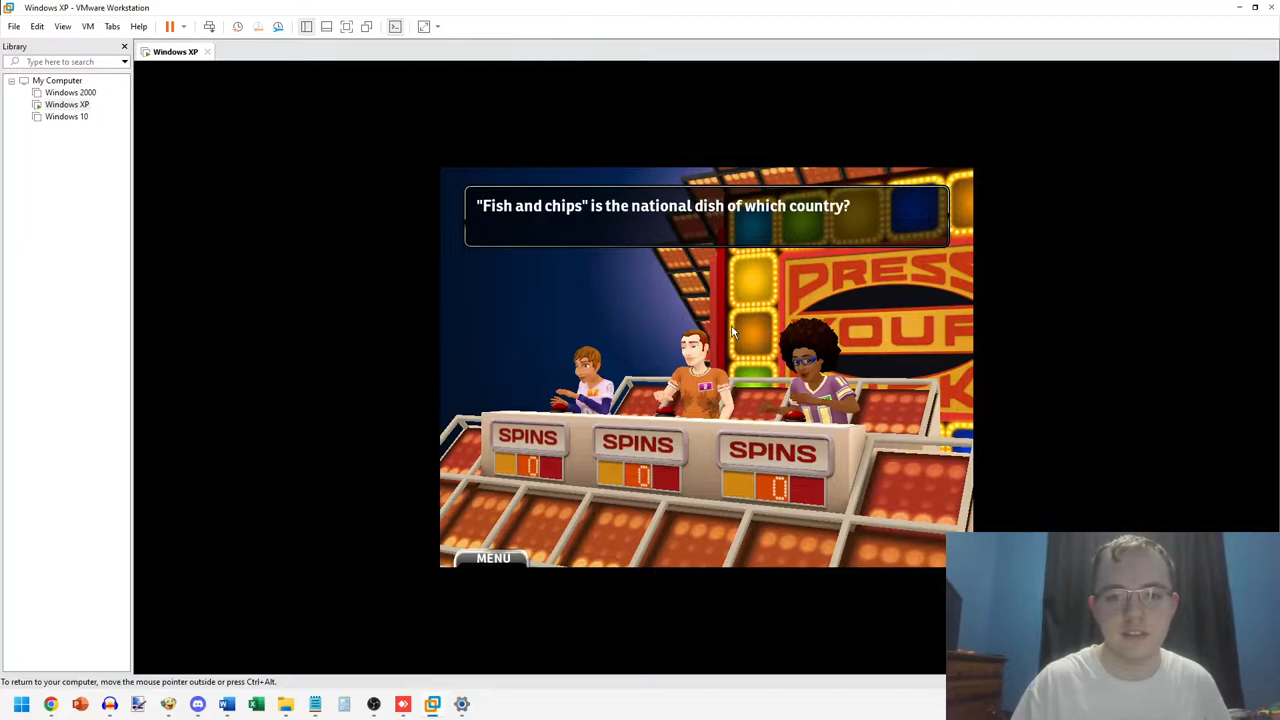 Windows XP - VMware Workstation
File Edit View VM Tabs Help
Library
Type here to search
My Computer
Windows 2000
Windows XP
Windows 10
Windows XP
"Fish and chips" is the national dish of which country?
PRESS
YOUR
SPINS SPINS SPINS
0 0 0
MENU
To return to your computer, move the mouse pointer outside or press Ctrl+Alt.